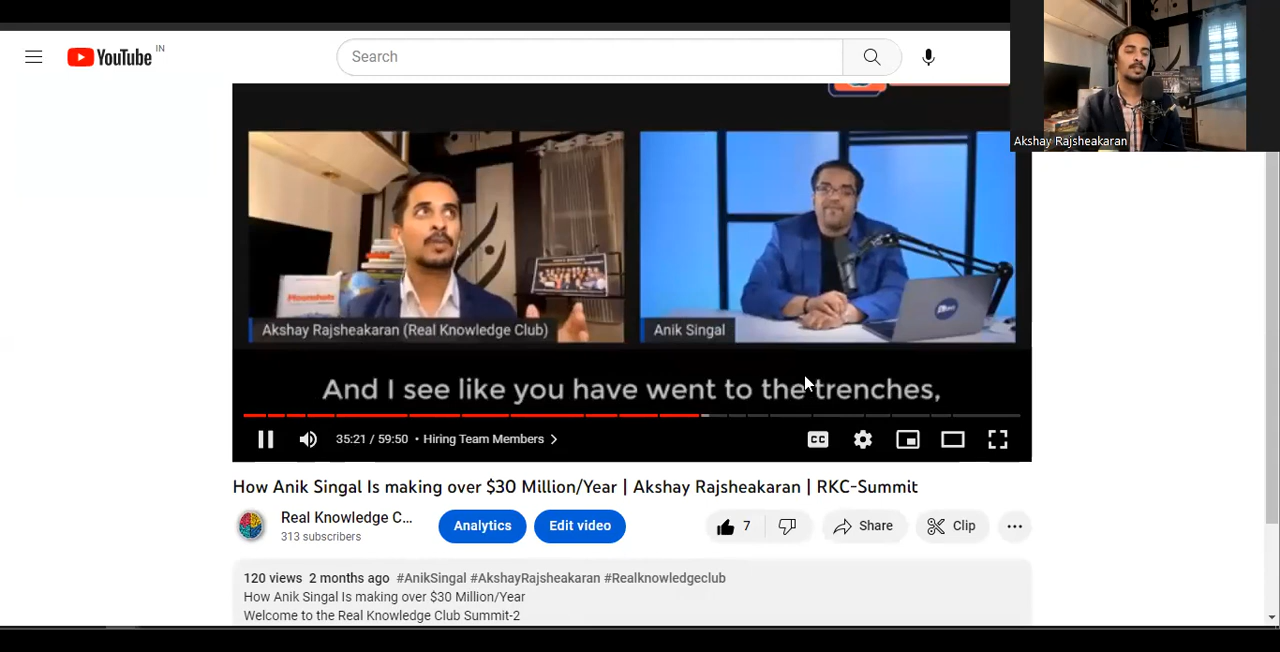 YouTube IN
Search
Akshay Rajsheakaran
Moonshots
Akshay Rajsheakaran (Real Knowledge Club)
Anik Singal
And I see like you have went to the trenches,
35:21 / 59:50 • Hiring Team Members
CC
How Anik Singal Is making over $30 Million/Year | Akshay Rajsheakaran | RKC-Summit
Real Knowledge C...
313 subscribers
Analytics
Edit video
7
Share
Clip
120 views 2 months ago #AnikSingal #AkshayRajsheakaran #Realknowledgeclub
How Anik Singal Is making over $30 Million/Year
Welcome to the Real Knowledge Club Summit-2